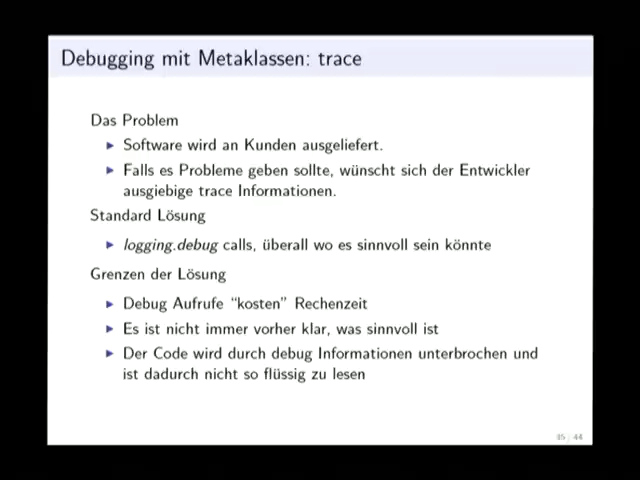 Debugging mit Metaklassen: trace
Das Problem
Software wird an Kunden ausgeliefert.
Falls es Probleme geben sollte, wünscht sich der Entwickler
ausgiebige trace Informationen.
Standard Lösung
logging.debug calls, überall wo es sinnvoll sein könnte
Grenzen der Lösung
Debug Aufrufe “kosten” Rechenzeit
Es ist nicht immer vorher klar, was sinnvoll ist
Der Code wird durch debug Informationen unterbrochen und
ist dadurch nicht so flüssig zu lesen
35 / 44